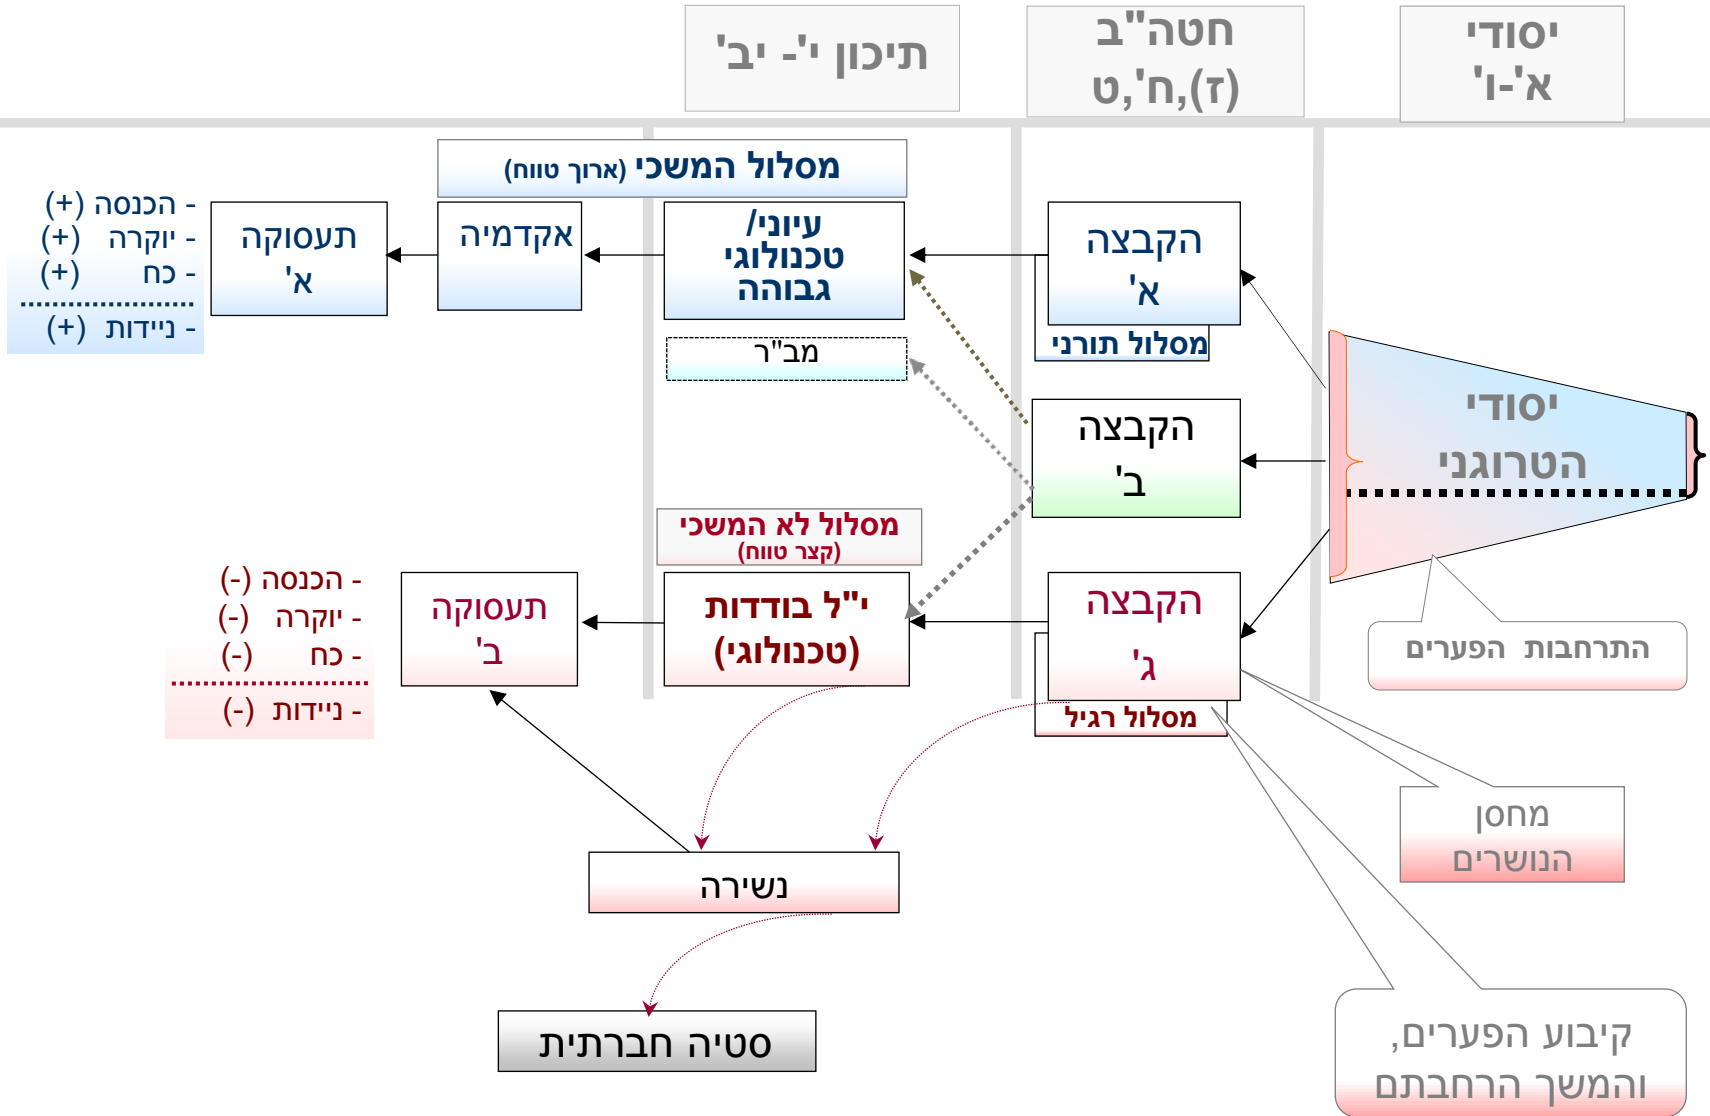 יסודי
א'-ו'
חטה"ב
(ז),ח',ט
תיכון י'- יב'
מסלול המשכי (ארוך טווח)
יסודי
הטרוגני
התרחבות הפערים
הקבצה
א'
מסלול תורני
הקבצה
ב'
הקבצה
ג'
מסלול רגיל
מחסן
הנושרים
קיבוע הפערים,
והמשך הרחבתם
עיוני/
טכנולוגי
גבוהה
מב"ר
מסלול לא המשכי
(קצר טווח)
י"ל בודדות
(טכנולוגי)
אקדמיה
תעסוקה
א'
- הכנסה (+)
- יוקרה (+)
- כח (+)
- ניידות (+)
תעסוקה
ב'
- הכנסה (-)
- יוקרה (-)
- כח (-)
- ניידות (-)
נשירה
סטיה חברתית